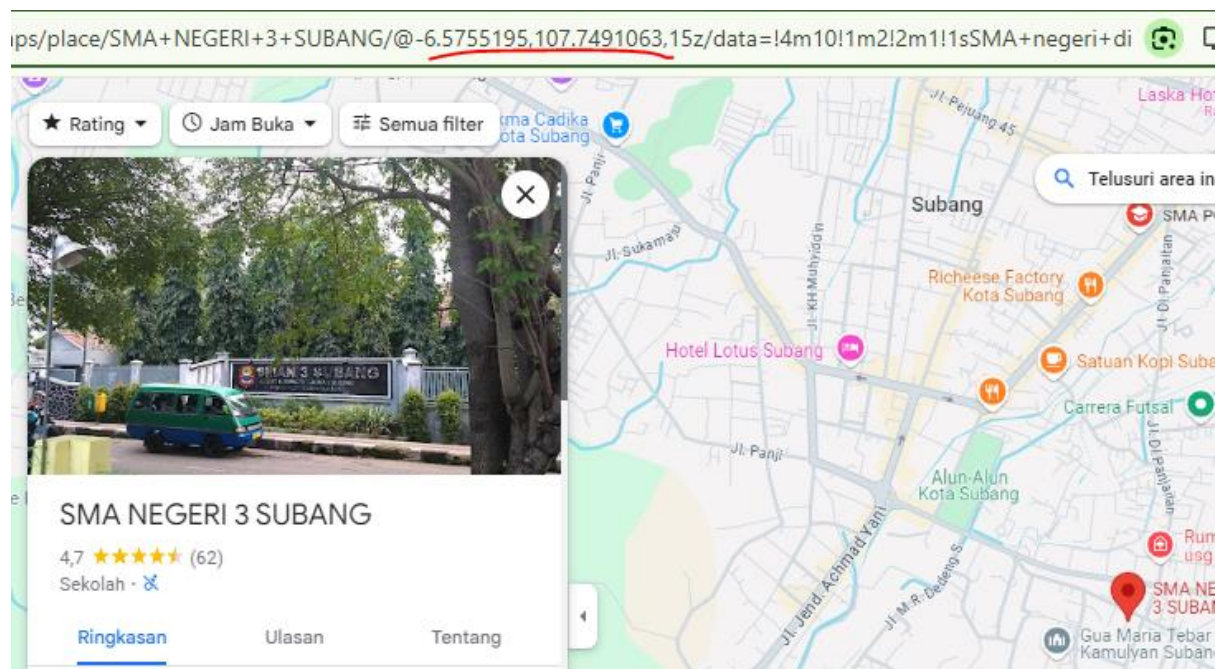 ps/place/SMA+NEGERI+3+SUBANG/@-6.5755195,107.7491063,15z/data=!4m10!1m2!2m1!1sSMA+negeri+di
Rating
Jam Buka
Semua filter
Cadika
Kota Subang
Jl. Pejuang 45
Laska Ho
Telusuri area in
Subang
SMA P
Jl. Panji
Jl. Sukamaju
Jl. KH Muhyiddin
Jl. DI. Panjaitan
Richeese Factory
Kota Subang
Hotel Lotus Subang
Satuan Kopi Suba
Carrera Futsal
Jl. DI.Panjaitan
Jl. Panji
Alun-Alun
Kota Subang
SMAN 3 SUBANG
Jl. Jend. Achmad Yani
Jl. M.R. Dedeng S.
Rum
usg
SMA NE
3 SUBAN
Gua Maria Tebar
Kamulyan Subang
SMA NEGERI 3 SUBANG
4,7 (62)
Sekolah ·
Ringkasan
Ulasan
Tentang